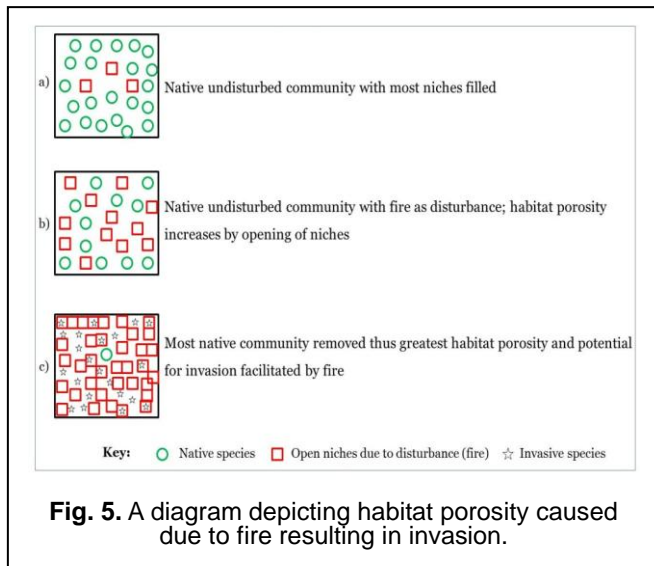 a) Native undisturbed community with most niches filled
b) Native undisturbed community with fire as disturbance; habitat porosity
increases by opening of niches
c) Most native community removed thus greatest habitat porosity and potential
for invasion facilitated by fire
Key: Native species Open niches due to disturbance (fire) Invasive species
Fig. 5. A diagram depicting habitat porosity caused
due to fire resulting in invasion.